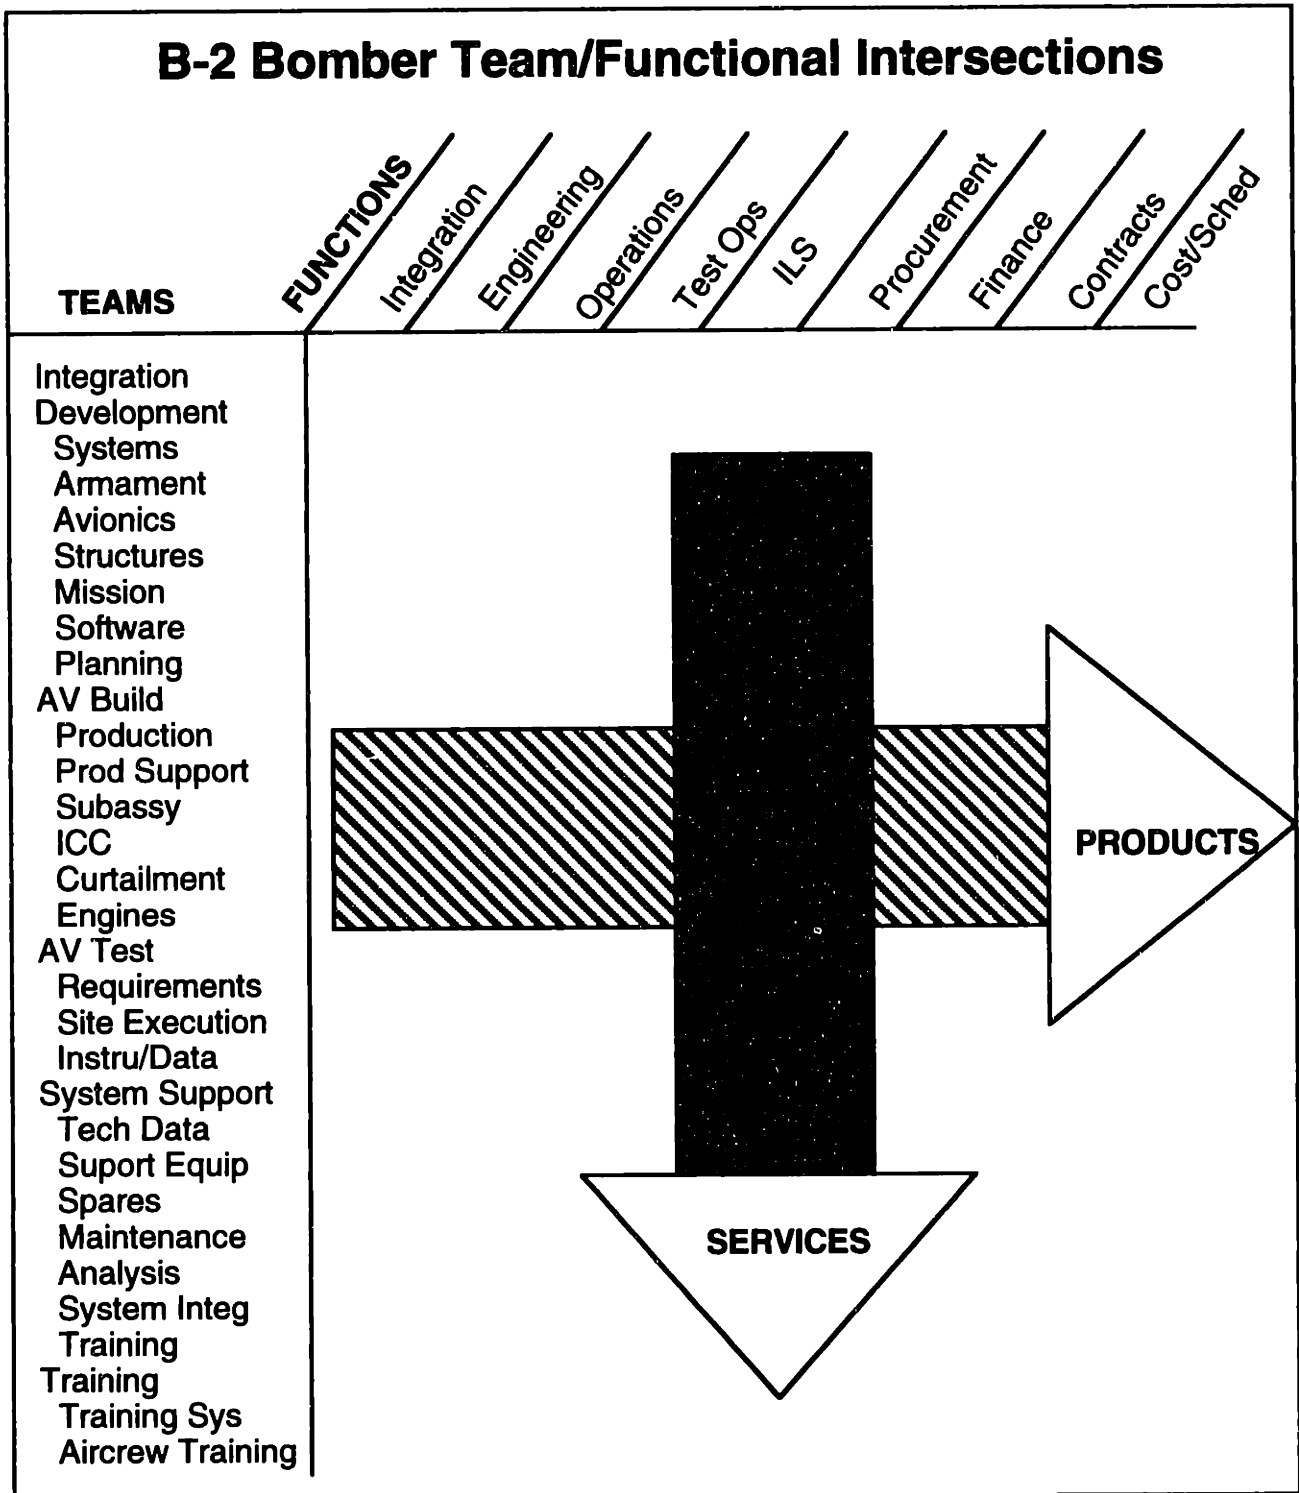 B-2 Bomber Team/Functional Intersections
TEAMS
FUNCTIONS
Integration
Engineering
Operations
Test Ops
ILS
Procurement
Finance
Contracts
Cost/Sched
Integration
Development
Systems
Armament
Avionics
Structures
Mission
Software
Planning
AV Build
Production
Prod Support
Subassy
ICC
Curtailment
Engines
AV Test
Requirements
Site Execution
Instru/Data
System Support
Tech Data
Suport Equip
Spares
Maintenance
Analysis
System Integ
Training
Training
Training Sys
Aircrew Training
PRODUCTS
SERVICES